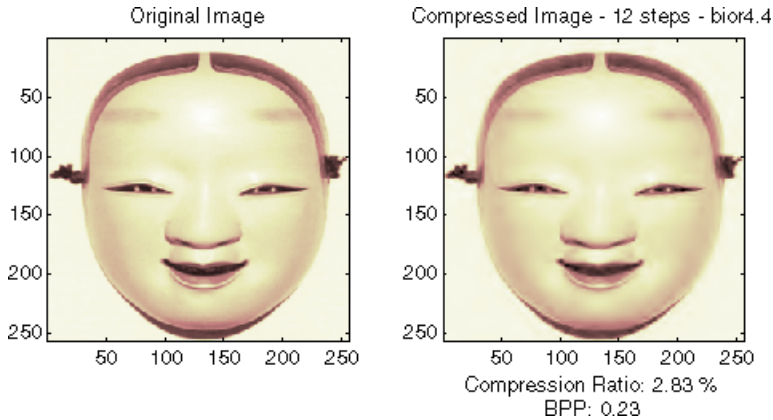 Original Image
Compressed Image - 12 steps - bior4.4
50
100
150
200
250
50 100 150 200 250
50
100
150
200
250
50 100 150 200 250
Compression Ratio: 2.83 %
BPP: 0.23